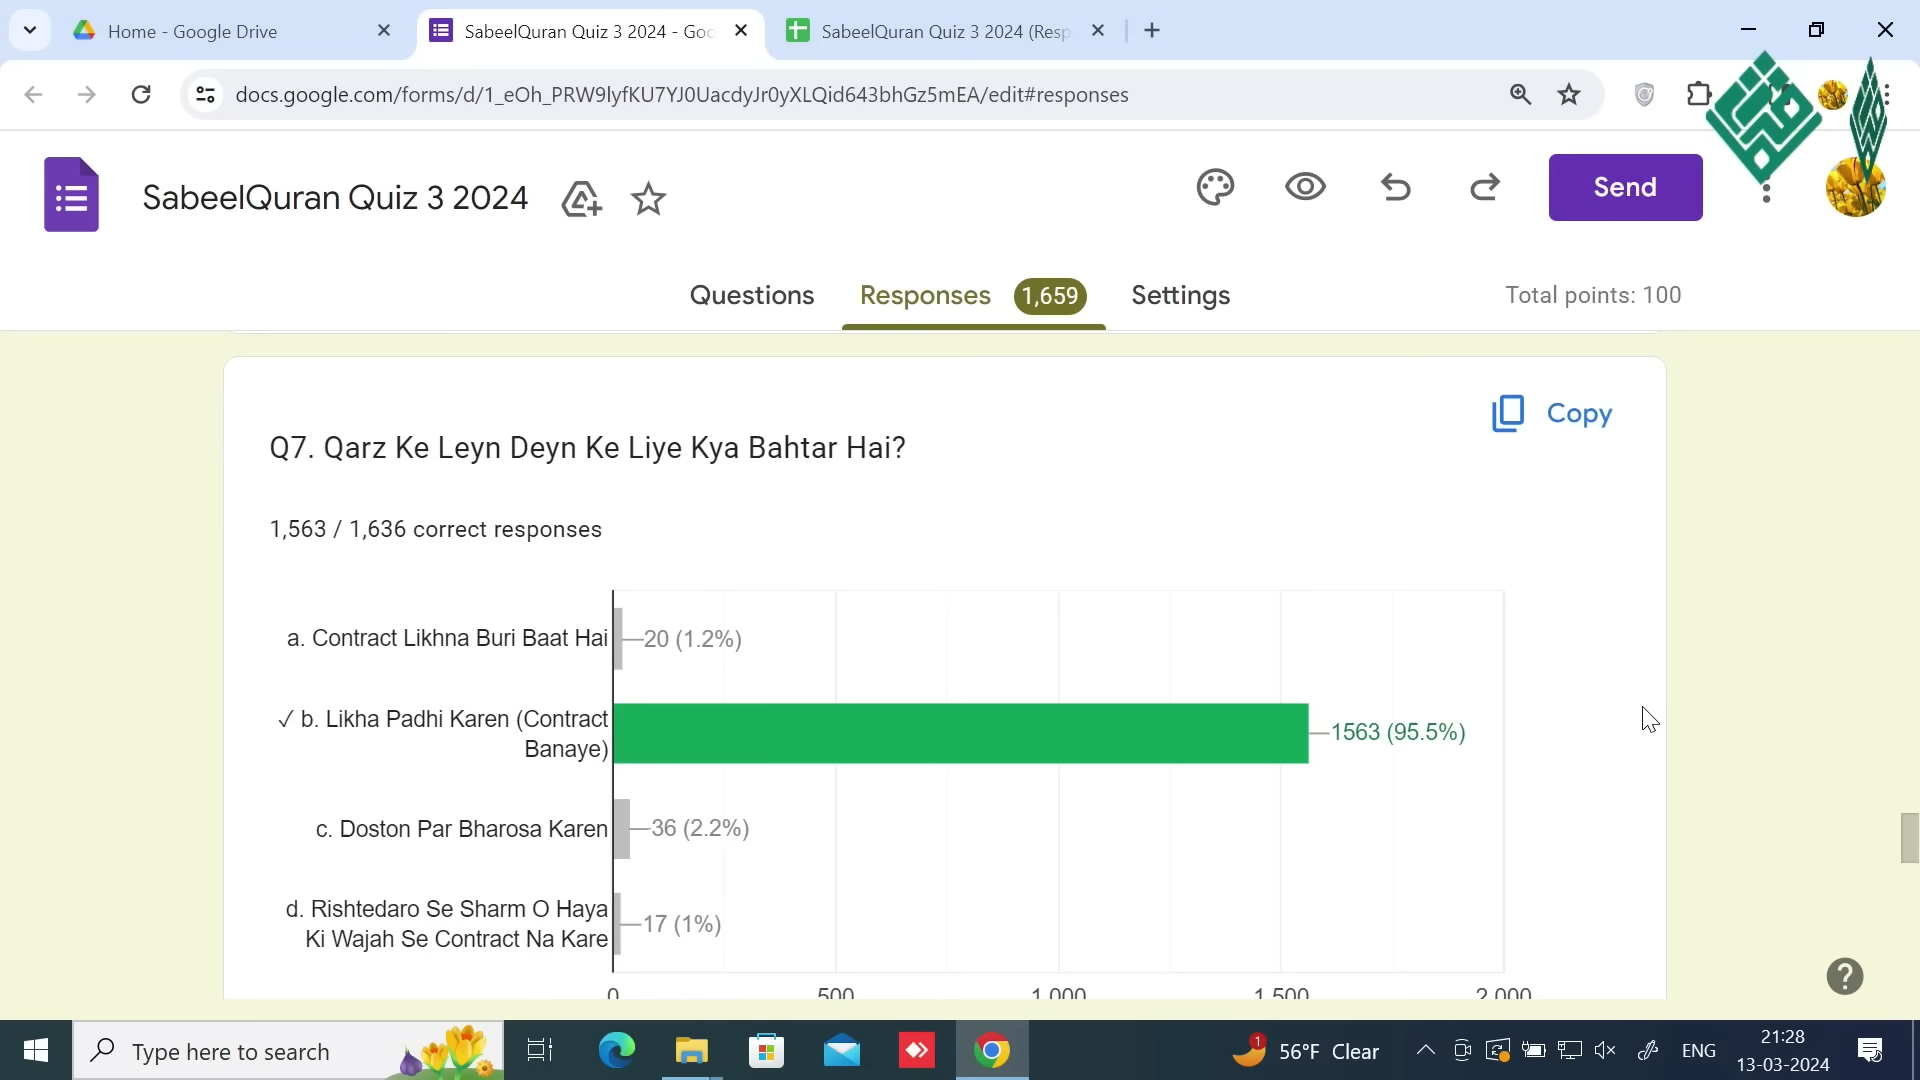 Home - Google Drive
SabeelQuran Quiz 3 2024 - Goo
SabeelQuran Quiz 3 2024 (Resp
docs.google.com/forms/d/1_eOh_PRW9lyfKU7YJ0UacdyJr0yXLQid643bhGz5mEA/edit#responses
SabeelQuran Quiz 3 2024
Send
Questions
Responses
1,659
Settings
Total points: 100
Copy
Q7. Qarz Ke Leyn Deyn Ke Liye Kya Bahtar Hai?
1,563 / 1,636 correct responses
a. Contract Likhna Buri Baat Hai
20 (1.2%)
✓ b. Likha Padhi Karen (Contract
Banaye)
1563 (95.5%)
c. Doston Par Bharosa Karen
36 (2.2%)
d. Rishtedaro Se Sharm O Haya
Ki Wajah Se Contract Na Kare
17 (1%)
0
500
1,000
1,500
2,000
Type here to search
1
56°F Clear
ENG
21:28
13-03-2024